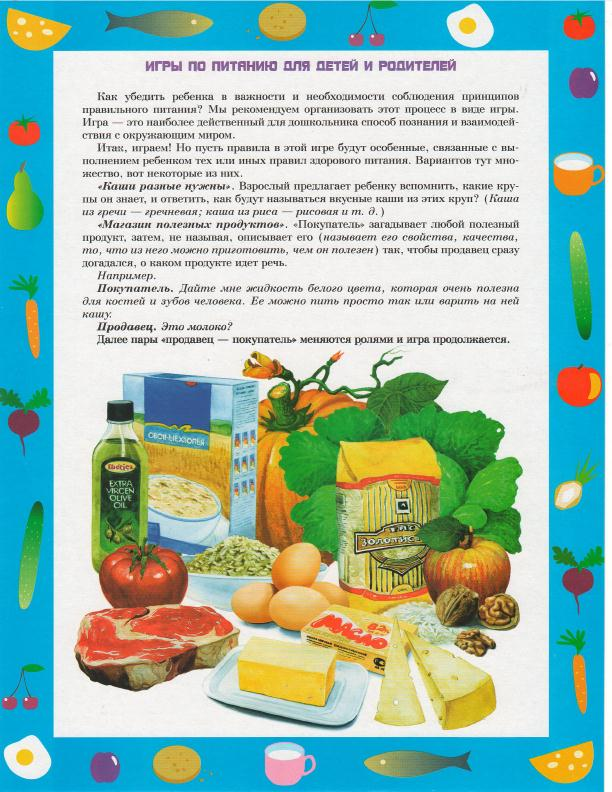 ИГРЫ ПО ПИТАНИЮ ДЛЯ ДЕТЕЙ И РОДИТЕЛЕЙ
Как убедить ребенка в важности и необходимости соблюдения принципов
правильного питания? Мы рекомендуем организовать этот процесс в виде игры.
Игра — это наиболее действенный для дошкольника способ познания и взаимодей-
ствия с окружающим миром.
Итак, играем! Но пусть правила в этой игре будут особенные, связанные с вы-
полнением ребенком тех или иных правил здорового питания. Вариантов тут мно-
жество, вот некоторые из них.
«Каши разные нужны». Взрослый предлагает ребенку вспомнить, какие кру-
пы он знает, и ответить, как будут называться вкусные каши из этих круп? (Каша
из гречи — гречневая; каша из риса — рисовая и т. д.)
«Магазин полезных продуктов». «Покупатель» загадывает любой полезный
продукт, затем, не называя, описывает его (называет его свойства, качества,
то, что из него можно приготовить, чем он полезен) так, чтобы продавец сразу
догадался, о каком продукте идет речь.
Например.
Покупатель. Дайте мне жидкость белого цвета, которая очень полезна
для костей и зубов человека. Ее можно пить просто так или варить на ней
кашу.
Продавец. Это молоко?
Далее пары «продавец — покупатель» меняются ролями и игра продолжается.
EXTRA
VIRGEN
OLIVE
OIL
МАСЛО